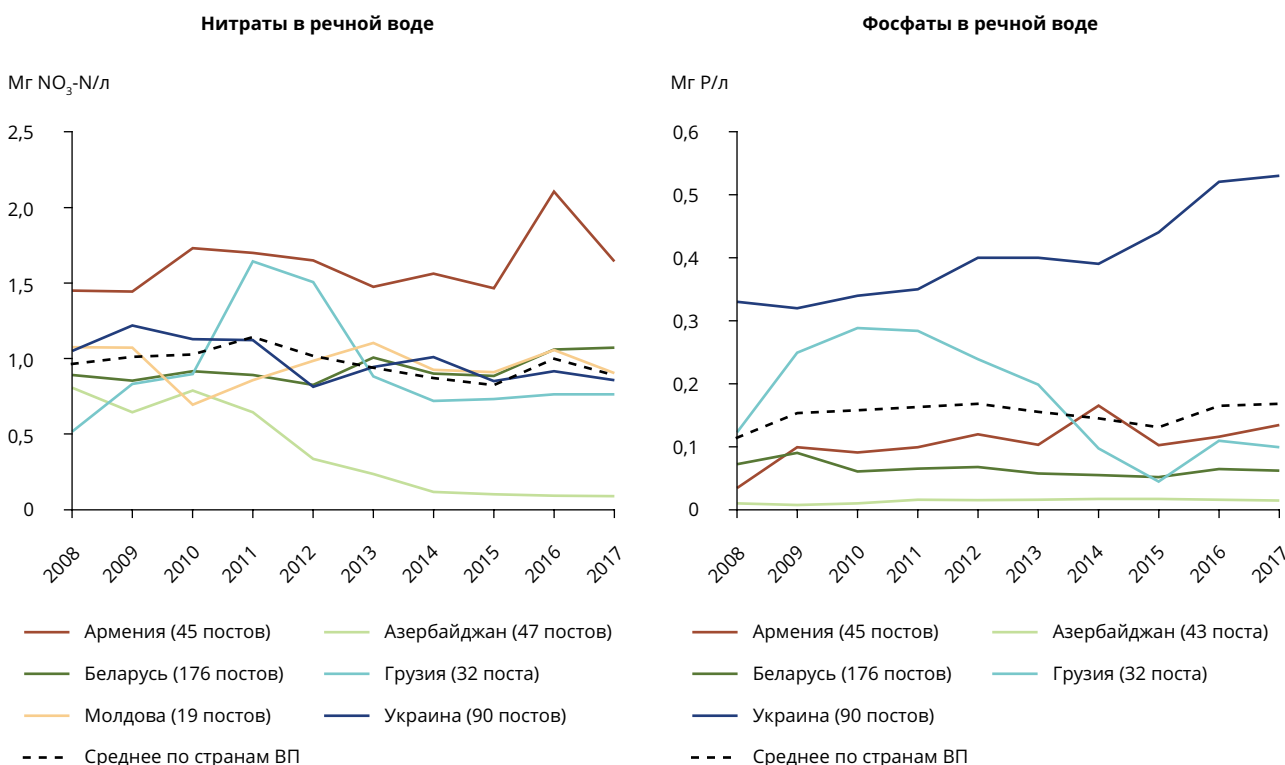 Нитраты в речной воде
Мг NO₃-N/л
2,5
2,0
1,5
1,0
0,5
0
2008 2009 2010 2011 2012 2013 2014 2015 2016 2017
Армения (45 постов) Азербайджан (47 постов)
Беларусь (176 постов) Грузия (32 поста)
Молдова (19 постов) Украина (90 постов)
Среднее по странам ВП
Фосфаты в речной воде
Мг P/л
0,6
0,5
0,4
0,3
0,2
0,1
0
2008 2009 2010 2011 2012 2013 2014 2015 2016 2017
Армения (45 постов) Азербайджан (43 поста)
Беларусь (176 постов) Грузия (32 поста)
Украина (90 постов)
Среднее по странам ВП